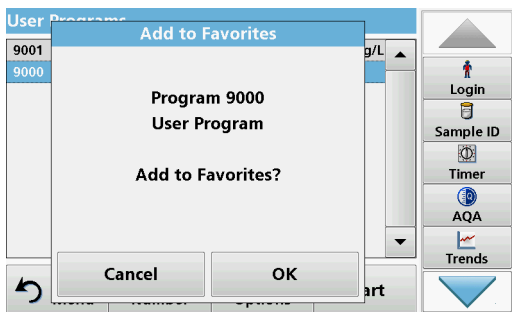 User Programs
Add to Favorites
9001
g/L
9000
Program 9000
User Program
Add to Favorites?
Cancel
OK
Login
Sample ID
Timer
AQA
Trends